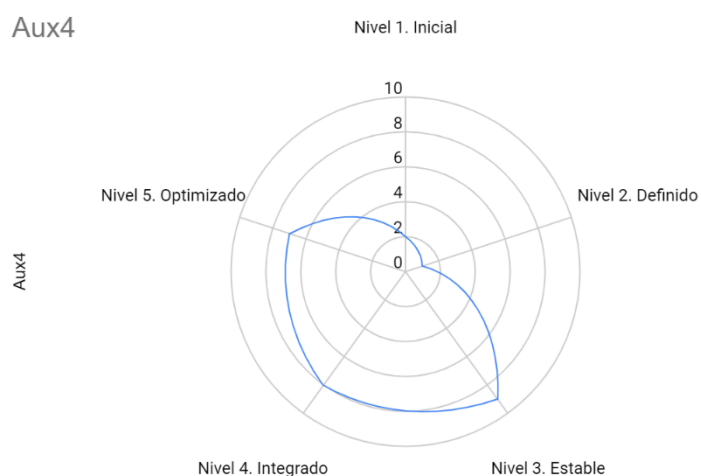 Aux4
Nivel 1. Inicial
10
8
6
4
2
0
Nivel 5. Optimizado
Nivel 2. Definido
Aux4
Nivel 4. Integrado
Nivel 3. Estable